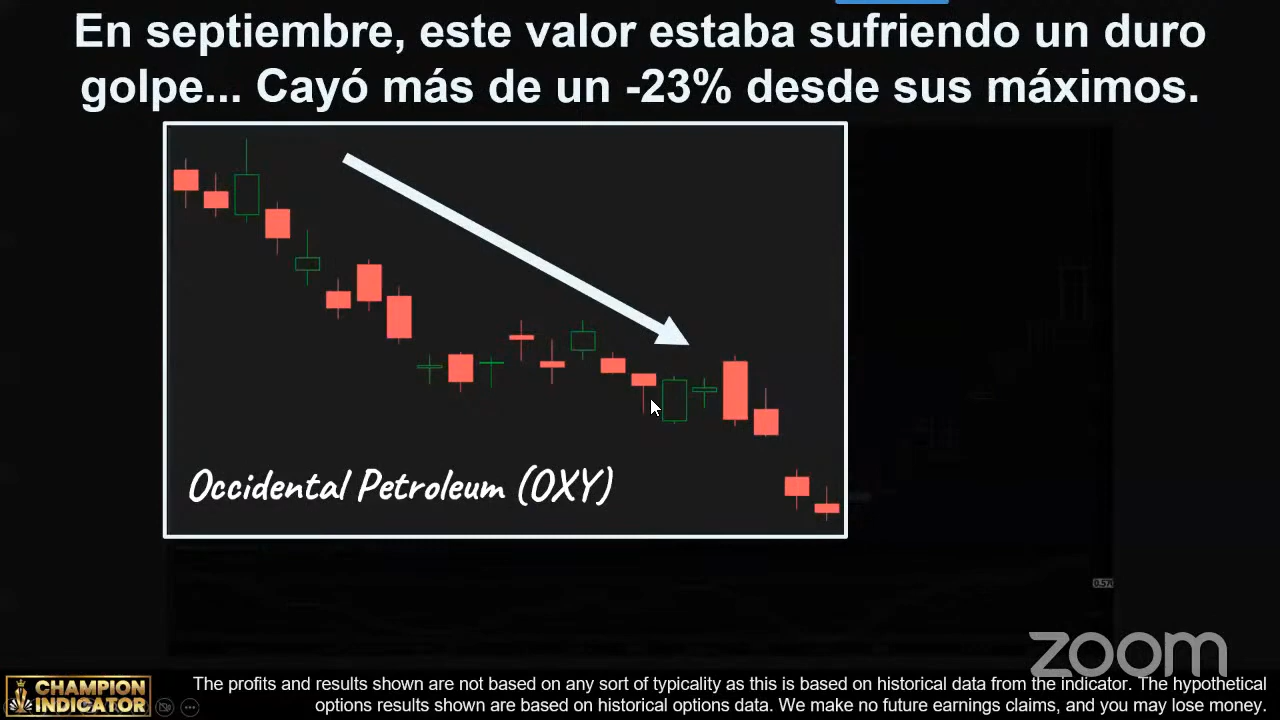 En septiembre, este valor estaba sufriendo un duro
golpe... Cayó más de un -23% desde sus máximos.
Occidental Petroleum (OXY)
zoom
CHAMPION
INDICATOR
The profits and results shown are not based on any sort of typicality as this is based on historical data from the indicator. The hypothetical
options results shown are based on historical options data. We make no future earnings claims, and you may lose money.